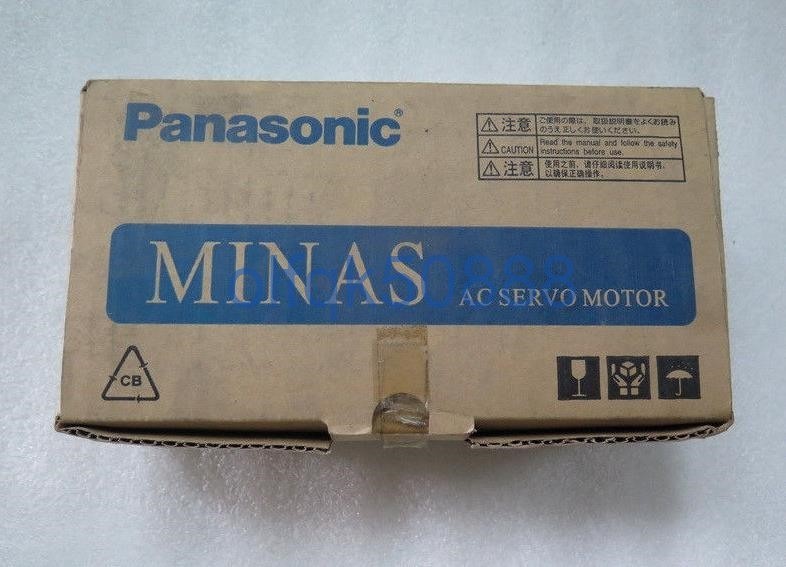 Panasonic®
注意 ご使用の際は、取扱説明書をよくお読み
のうえ正しくお使いください。
CAUTION Read the manual and follow the safety
instructions before use.
注意 使用之前，请仔细阅读使用说明书，
以确保正确操作。
MINAS AC SERVO MOTOR
CB